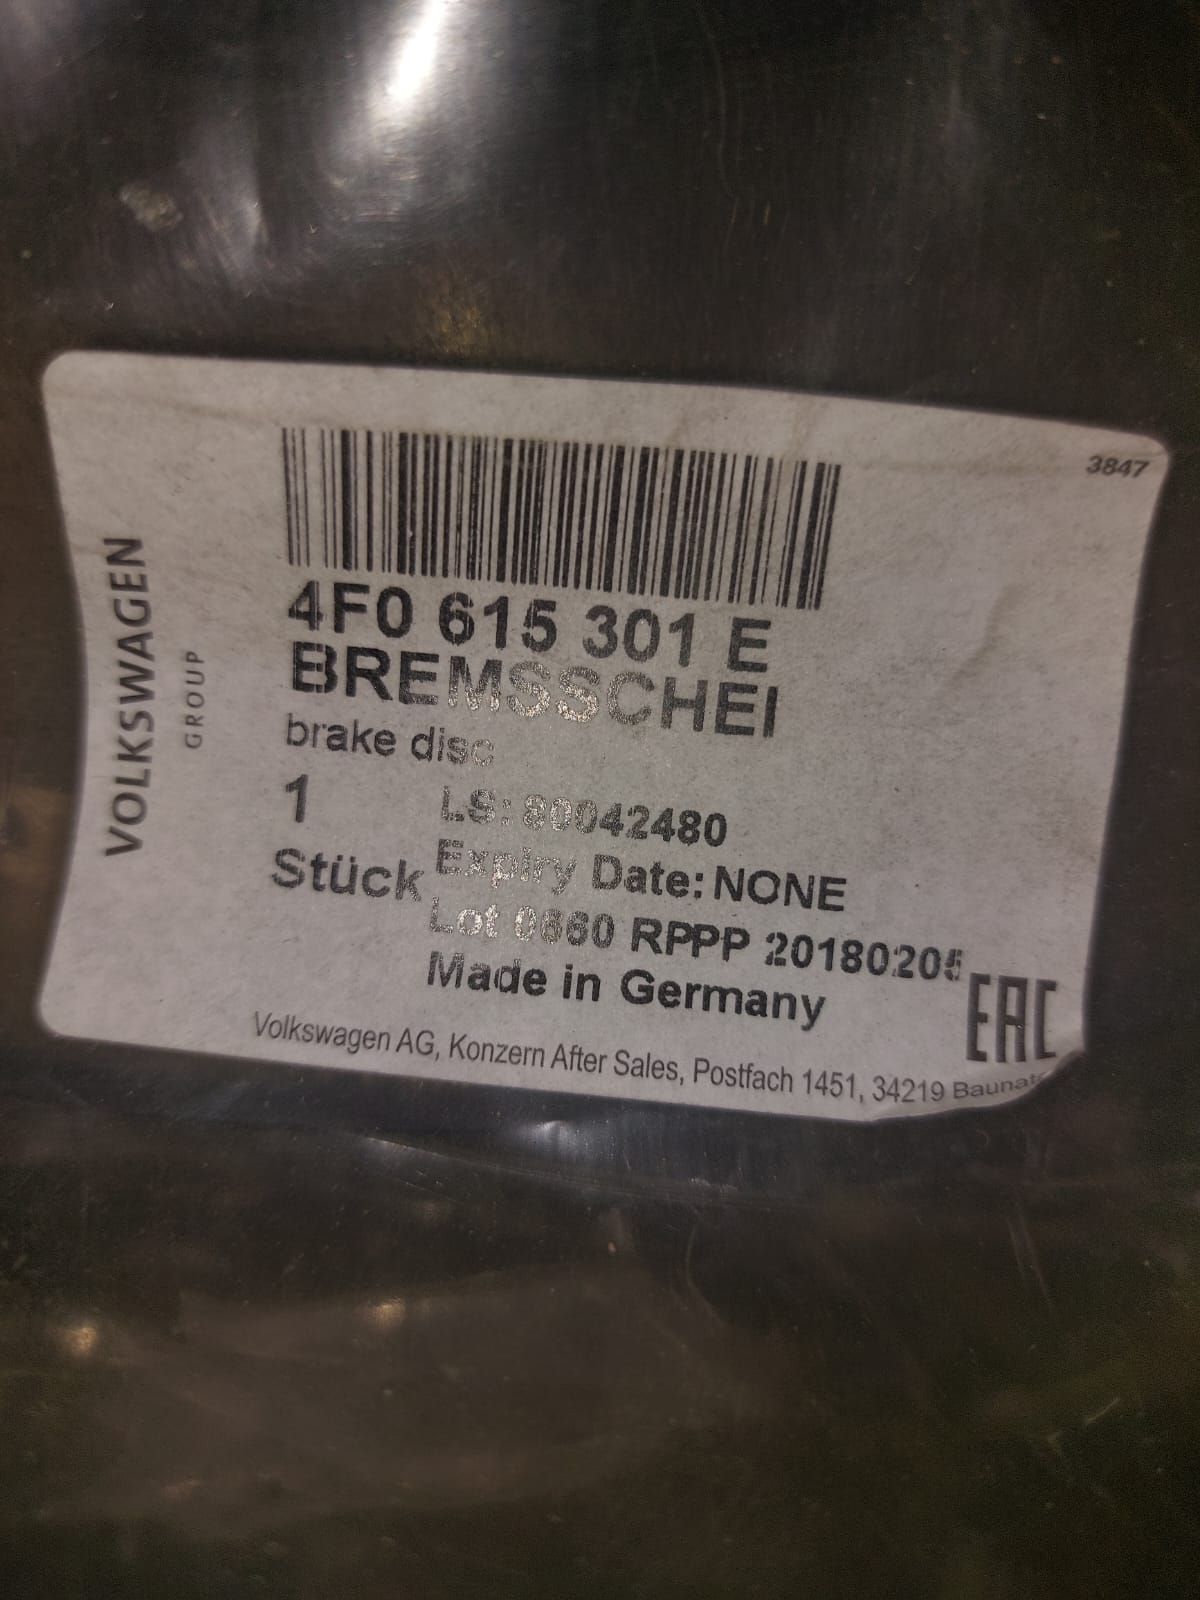 3847
VOLKSWAGEN
GROUP
4F0 615 301 E
BREMSSCHEI
brake disc
1
LS: 80042480
Stück
Expiry Date: NONE
Lot 0660 RPPP 20180205
Made in Germany
EAC
Volkswagen AG, Konzern After Sales, Postfach 1451, 34219